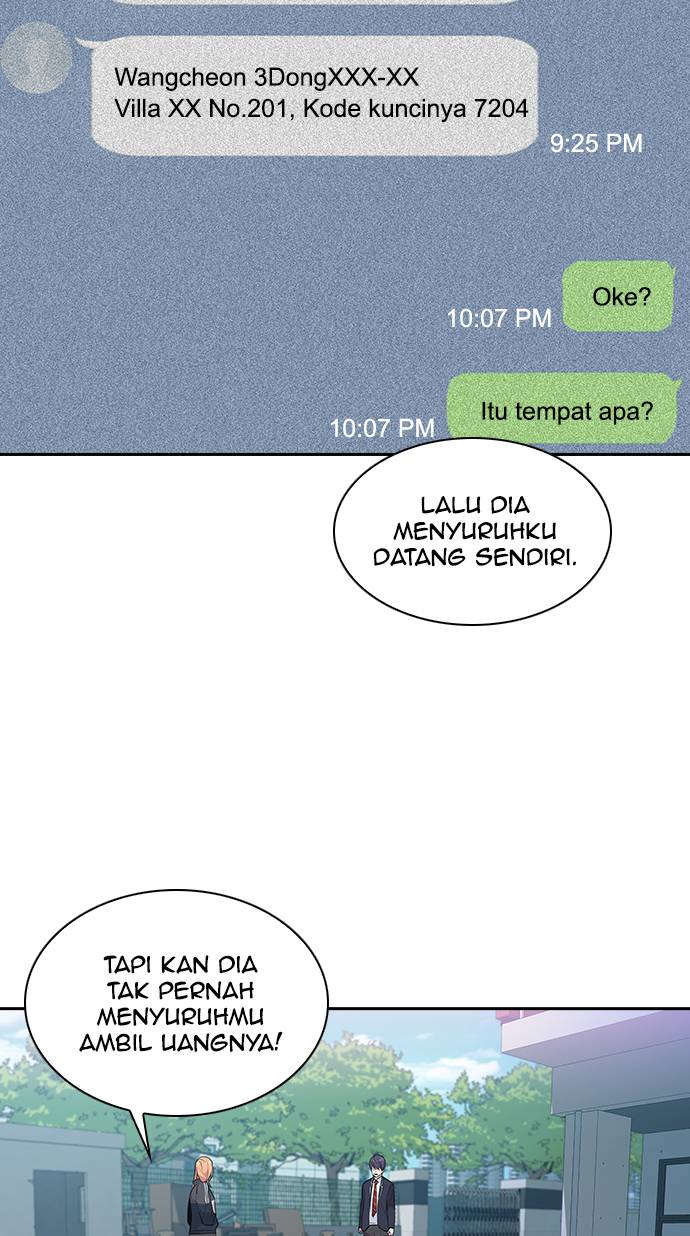 Wangcheon 3DongXXX-XX
Villa XX No.201, Kode kuncinya 7204
9:25 PM
Oke?
10:07 PM
Itu tempat apa?
10:07 PM
LALU DIA
MENYURUHKU
DATANG SENDIRI.
TAPI KAN DIA
TAK PERNAH
MENYURUHMU
AMBIL UANGNYA!